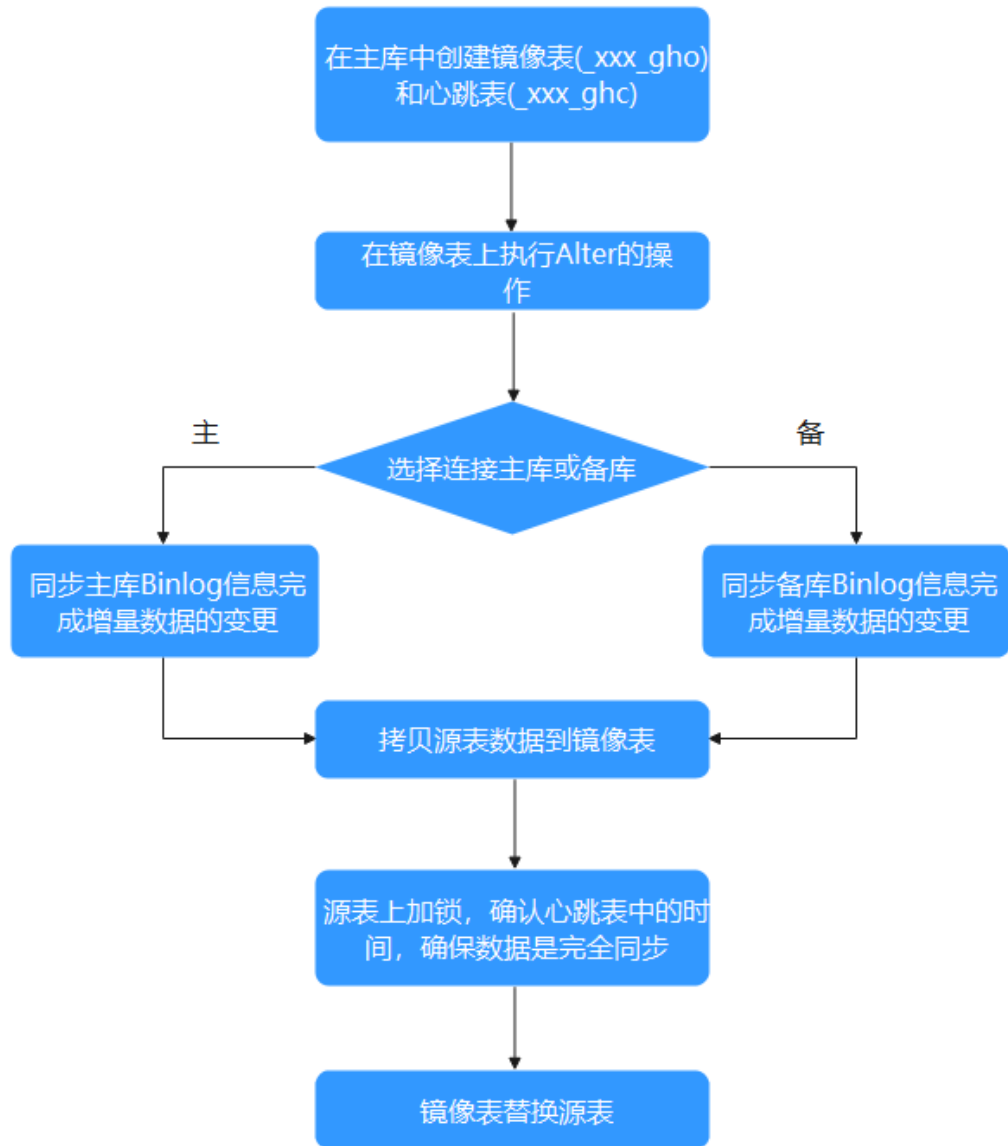 在主库中创建镜像表(_xxx_gho)
和心跳表(_xxx_ghc)
在镜像表上执行Alter的操
作
选择连接主库或备库
主
备
同步主库Binlog信息完
成增量数据的变更
同步备库Binlog信息完
成增量数据的变更
拷贝源表数据到镜像表
源表上加锁，确认心跳表中的时
间，确保数据是完全同步
镜像表替换源表